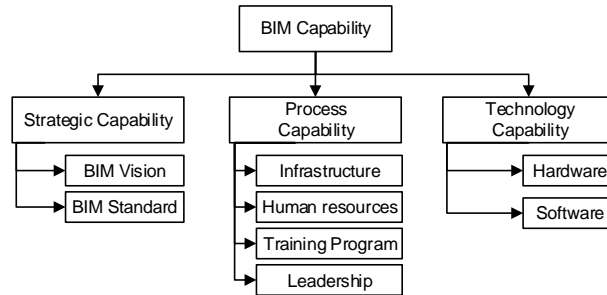 BIM Capability
Strategic Capability
BIM Vision
BIM Standard
Process
Capability
Infrastructure
Human resources
Training Program
Leadership
Technology
Capability
Hardware
Software